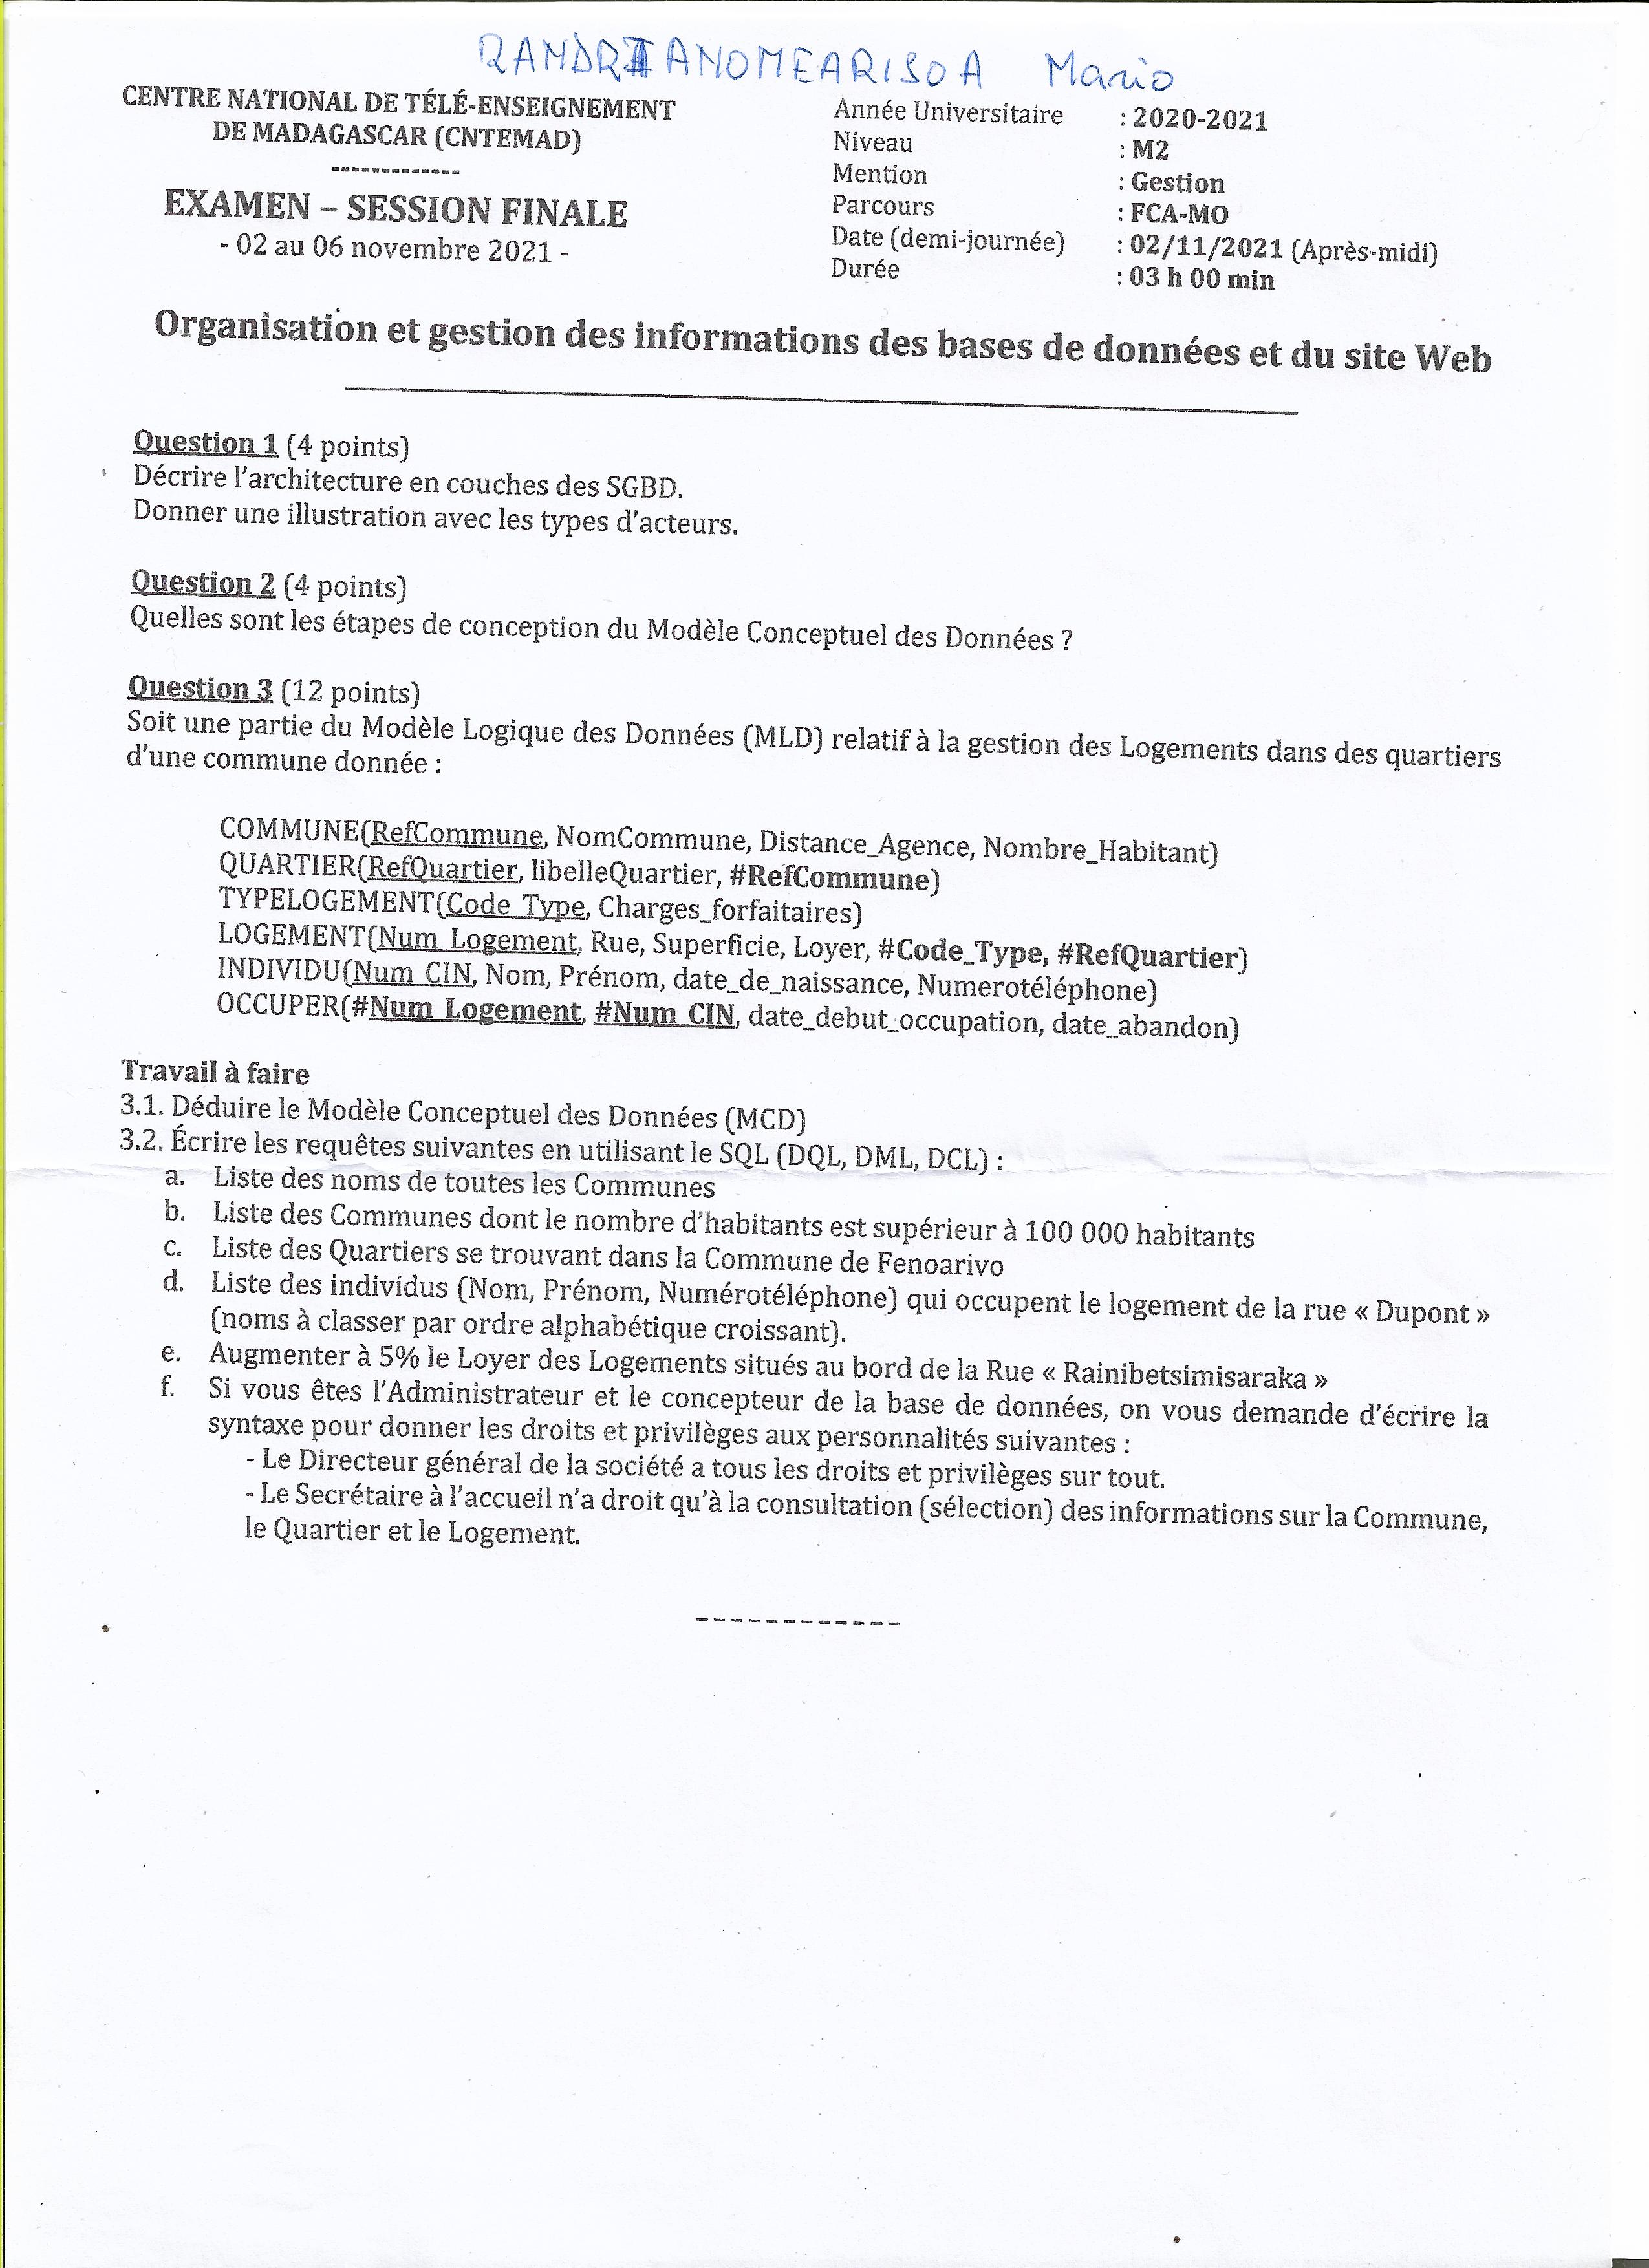 RANDRIANOMEARISOA Mario
CENTRE NATIONAL DE TÉLÉ-ENSEIGNEMENT
DE MADAGASCAR (CNTEMAD)
-------------
EXAMEN – SESSION FINALE
- 02 au 06 novembre 2021 -
Année Universitaire : 2020-2021
Niveau : M2
Mention : Gestion
Parcours : FCA-MO
Date (demi-journée) : 02/11/2021 (Après-midi)
Durée : 03 h 00 min
Organisation et gestion des informations des bases de données et du site Web
Question 1 (4 points)
Décrire l'architecture en couches des SGBD.
Donner une illustration avec les types d'acteurs.
Question 2 (4 points)
Quelles sont les étapes de conception du Modèle Conceptuel des Données ?
Question 3 (12 points)
Soit une partie du Modèle Logique des Données (MLD) relatif à la gestion des Logements dans des quartiers
d'une commune donnée :
COMMUNE(RefCommune, NomCommune, Distance_Agence, Nombre_Habitant)
QUARTIER(RefQuartier, libelleQuartier, #RefCommune)
TYPELOGEMENT(Code_Type, Charges_forfaitaires)
LOGEMENT(Num_Logement, Rue, Superficie, Loyer, #Code_Type, #RefQuartier)
INDIVIDU(Num_CIN, Nom, Prénom, date_de_naissance, Numerotéléphone)
OCCUPER(#Num_Logement, #Num_CIN, date_debut_occupation, date_abandon)
Travail à faire
3.1. Déduire le Modèle Conceptuel des Données (MCD)
3.2. Écrire les requêtes suivantes en utilisant le SQL (DQL, DML, DCL) :
a. Liste des noms de toutes les Communes
b. Liste des Communes dont le nombre d'habitants est supérieur à 100 000 habitants
c. Liste des Quartiers se trouvant dans la Commune de Fenoarivo
d. Liste des individus (Nom, Prénom, Numérotéléphone) qui occupent le logement de la rue « Dupont »
(noms à classer par ordre alphabétique croissant).
e. Augmenter à 5% le Loyer des Logements situés au bord de la Rue « Rainibetsimisaraka »
f. Si vous êtes l'Administrateur et le concepteur de la base de données, on vous demande d'écrire la
syntaxe pour donner les droits et privilèges aux personnalités suivantes :
- Le Directeur général de la société a tous les droits et privilèges sur tout.
- Le Secrétaire à l'accueil n'a droit qu'à la consultation (sélection) des informations sur la Commune,
le Quartier et le Logement.
------------